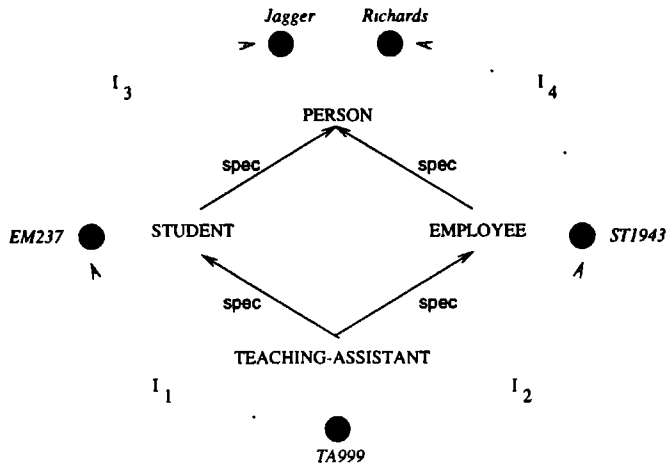 Jagger Richards
I3 I4
PERSON
spec spec
EM237 STUDENT EMPLOYEE ST1943
spec spec
TEACHING-ASSISTANT
I1 I2
TA999